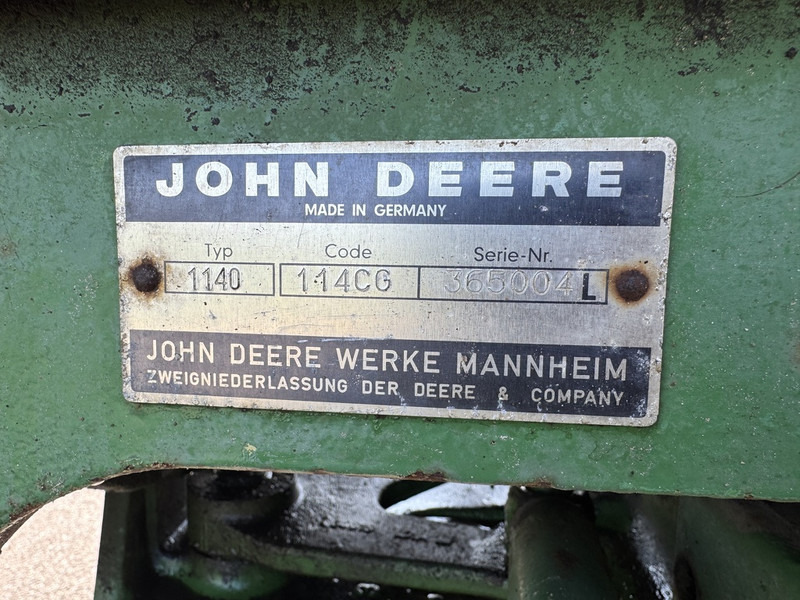 JOHN DEERE
MADE IN GERMANY
Typ Code Serie-Nr.
1140 114CG 365004L
JOHN DEERE WERKE MANNHEIM
ZWEIGNIEDERLASSUNG DER DEERE & COMPANY